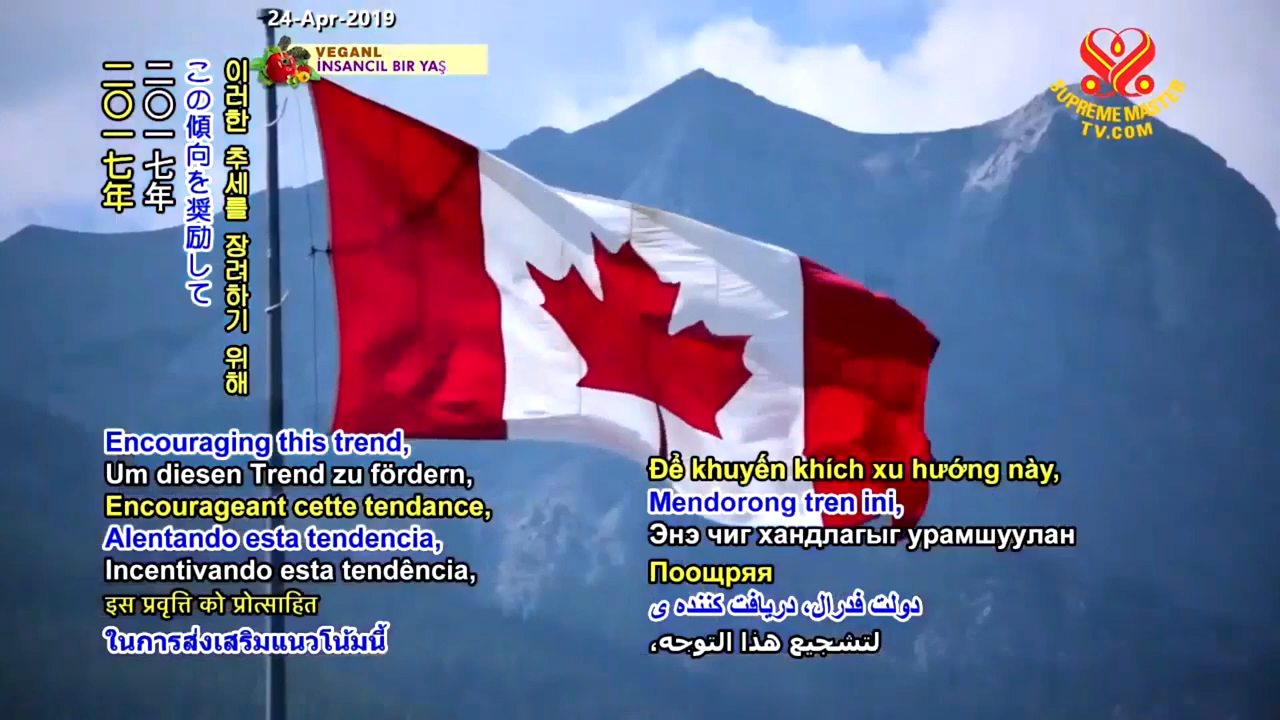 24-Apr-2019
VEGANL
İNSANCIL BIR YAŞ
SUPREME MASTER
TV.COM
이러한 추세를 장려하기 위해
この傾向を奨励して
二〇一七年
二〇一七年
Encouraging this trend,
Um diesen Trend zu fördern,
Encourageant cette tendance,
Alentando esta tendencia,
Incentivando esta tendência,
इस प्रवृत्ति को प्रोत्साहित
ในการส่งเสริมแนวโน้มนี้
Để khuyến khích xu hướng này,
Mendorong tren ini,
Энэ чиг хандлагыг урамшуулан
Поощряя
دولت فدرال، دریافت کننده ی
لتشجيع هذا التوجه،